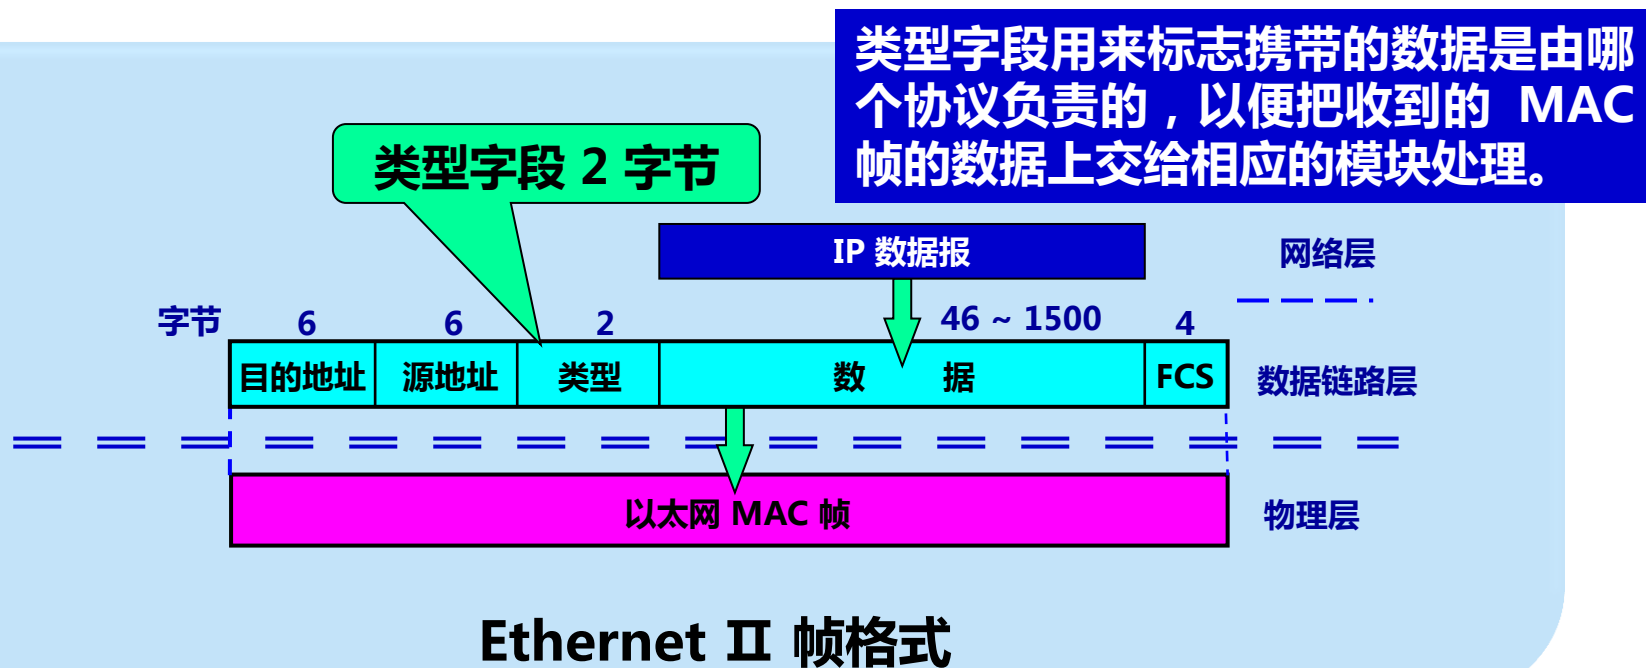 类型字段用来标志携带的数据是由哪
个协议负责的，以便把收到的 MAC
帧的数据上交给相应的模块处理。
类型字段 2 字节
IP 数据报
网络层
字节
6
6
2
46 ~ 1500
4
目的地址
源地址
类型
数 据
FCS
数据链路层
以太网 MAC 帧
物理层
Ethernet Ⅱ 帧格式